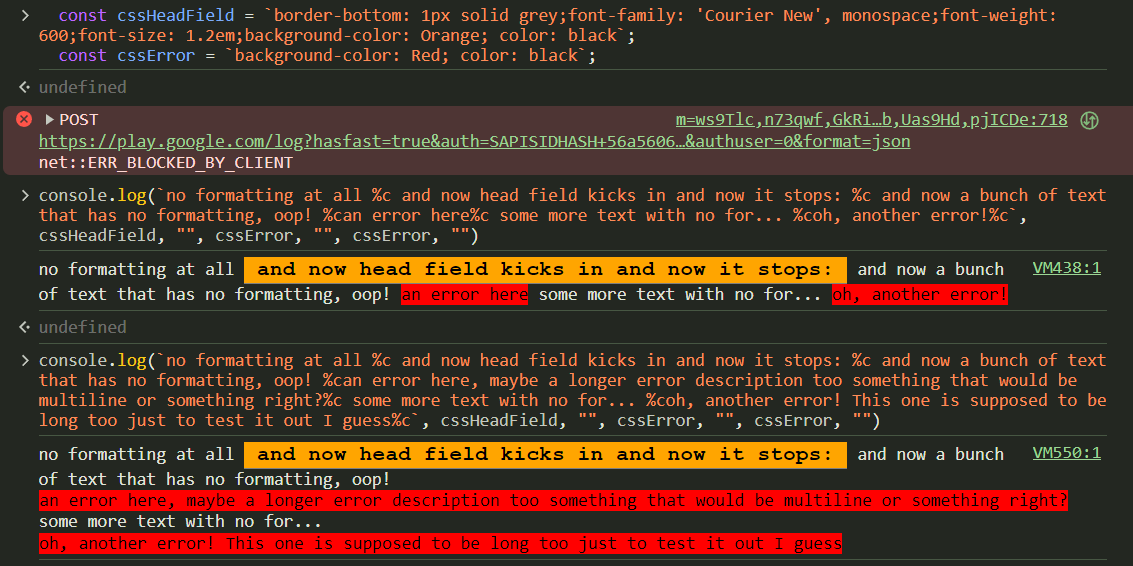 const cssHeadField = `border-bottom: 1px solid grey;font-family: 'Courier New', monospace;font-weight:
600;font-size: 1.2em;background-color: Orange; color: black`;
const cssError = `background-color: Red; color: black`;
undefined
POST m=ws9Tlc,n73qwf,GkRi…b,Uas9Hd,pjICDe:718
https://play.google.com/log?hasfast=true&auth=SAPISIDHASH+56a5606…&authuser=0&format=json
net::ERR_BLOCKED_BY_CLIENT
console.log(`no formatting at all %c and now head field kicks in and now it stops: %c and now a bunch of text
that has no formatting, oop! %can error here%c some more text with no for... %coh, another error!%c`,
cssHeadField, "", cssError, "", cssError, "")
no formatting at all and now head field kicks in and now it stops: and now a bunch VM438:1
of text that has no formatting, oop! an error here some more text with no for... oh, another error!
undefined
console.log(`no formatting at all %c and now head field kicks in and now it stops: %c and now a bunch of text
that has no formatting, oop! %can error here, maybe a longer error description too something that would be
multiline or something right?%c some more text with no for... %coh, another error! This one is supposed to be
long too just to test it out I guess%c`, cssHeadField, "", cssError, "", cssError, "")
no formatting at all and now head field kicks in and now it stops: and now a bunch VM550:1
of text that has no formatting, oop!
an error here, maybe a longer error description too something that would be multiline or something right?
some more text with no for...
oh, another error! This one is supposed to be long too just to test it out I guess